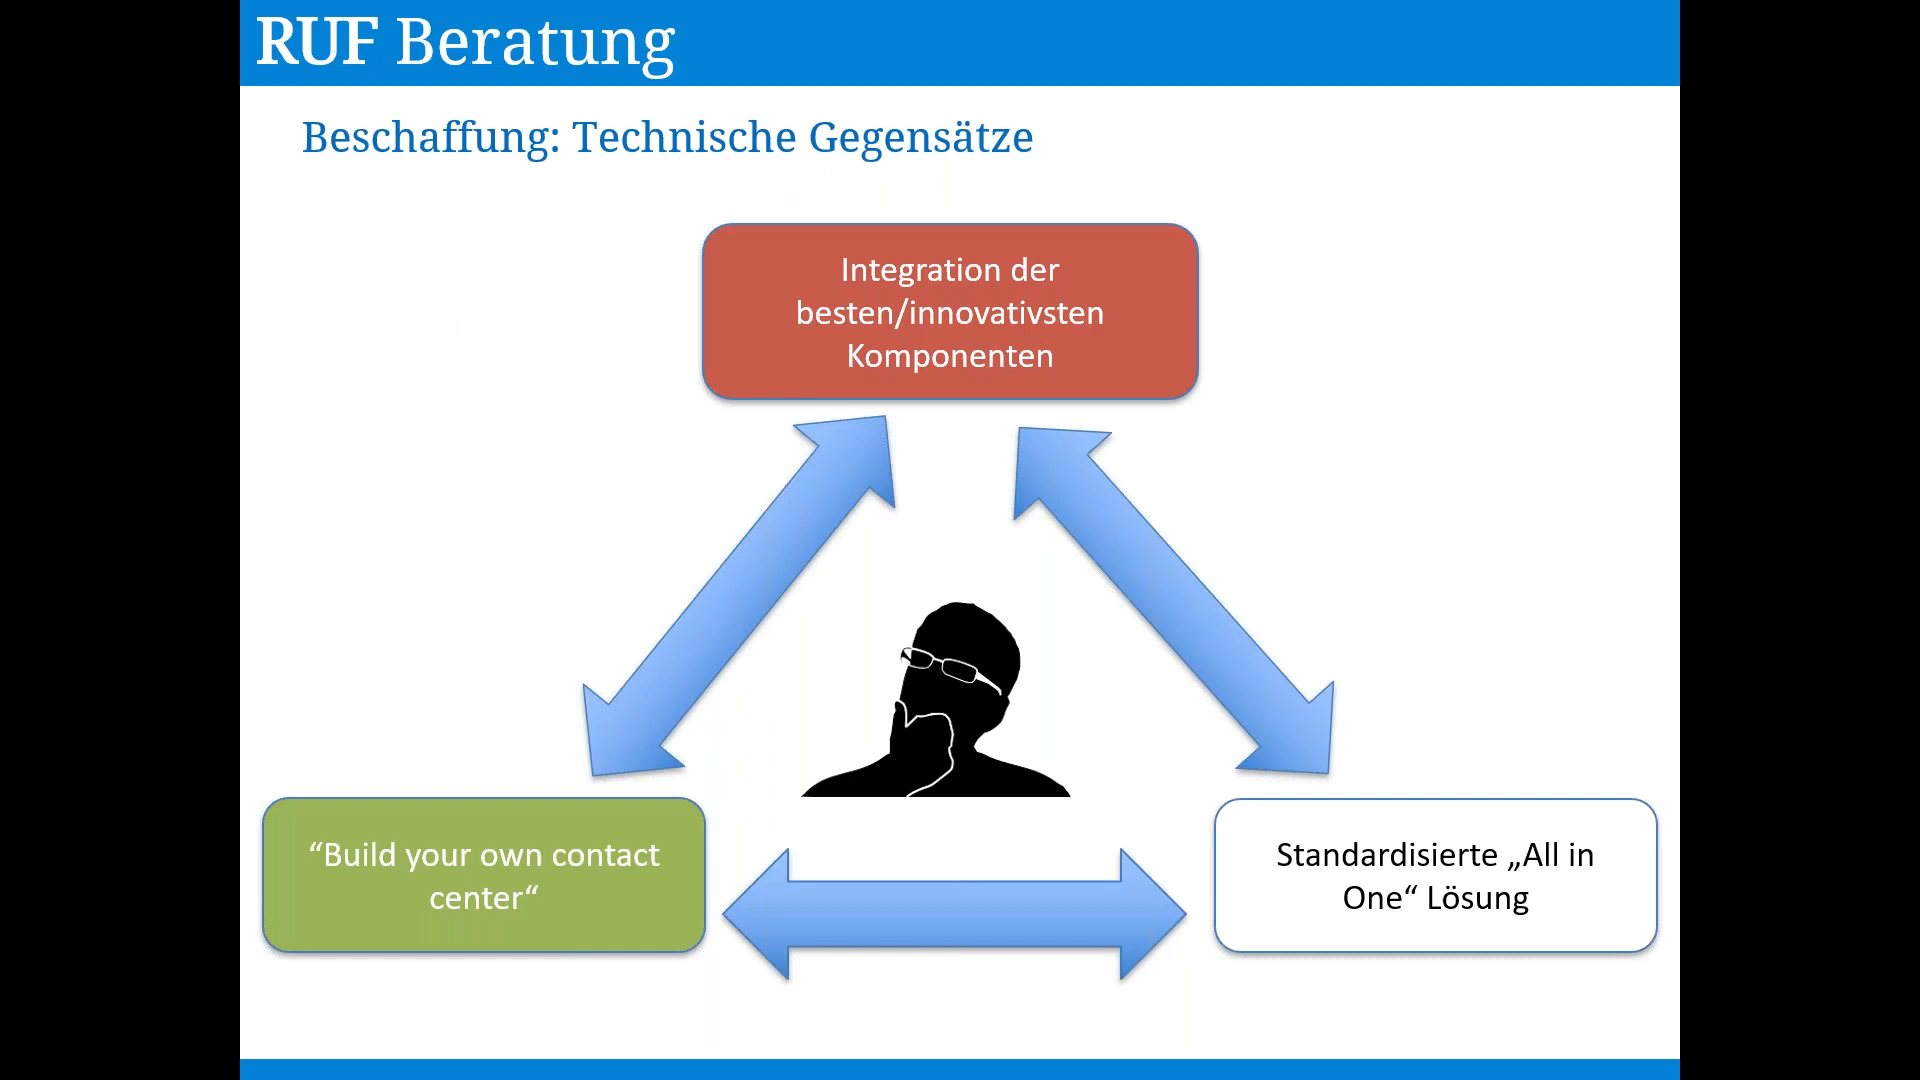 RUF Beratung
Beschaffung: Technische Gegensätze
Integration der
besten/innovativsten
Komponenten
“Build your own contact
center“
Standardisierte „All in
One“ Lösung